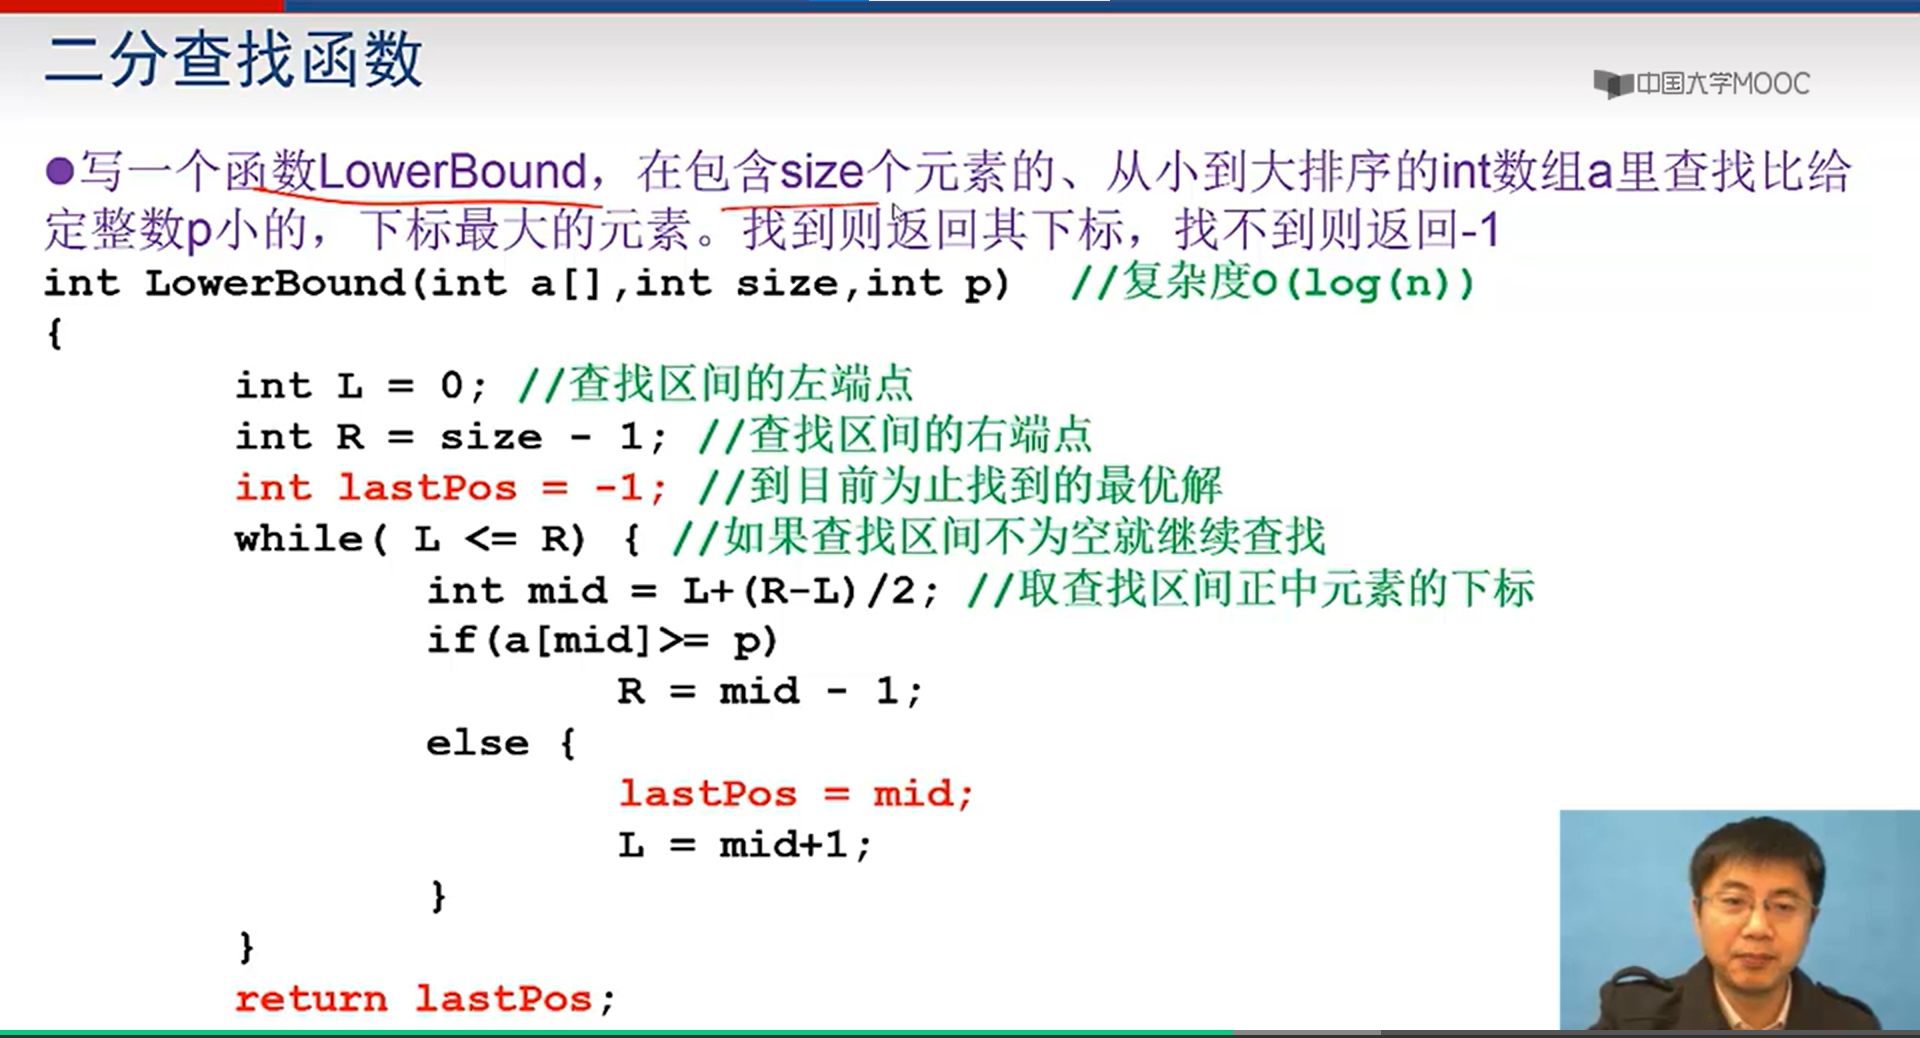 二分查找函数
中国大学MOOC
●写一个函数LowerBound，在包含size个元素的、从小到大排序的int数组a里查找比给
定整数p小的，下标最大的元素。找到则返回其下标，找不到则返回-1
int LowerBound(int a[],int size,int p) //复杂度O(log(n))
{
int L = 0; //查找区间的左端点
int R = size - 1; //查找区间的右端点
int lastPos = -1; //到目前为止找到的最优解
while( L <= R) { //如果查找区间不为空就继续查找
int mid = L+(R-L)/2; //取查找区间正中元素的下标
if(a[mid]>= p)
R = mid - 1;
else {
lastPos = mid;
L = mid+1;
}
}
return lastPos;